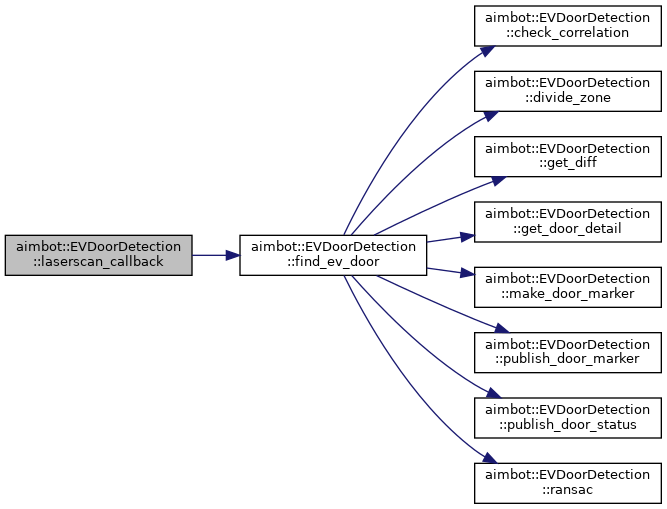 aimbot::EVDoorDetection
::laserscan_callback
aimbot::EVDoorDetection
::find_ev_door
aimbot::EVDoorDetection
::check_correlation
aimbot::EVDoorDetection
::divide_zone
aimbot::EVDoorDetection
::get_diff
aimbot::EVDoorDetection
::get_door_detail
aimbot::EVDoorDetection
::make_door_marker
aimbot::EVDoorDetection
::publish_door_marker
aimbot::EVDoorDetection
::publish_door_status
aimbot::EVDoorDetection
::ransac